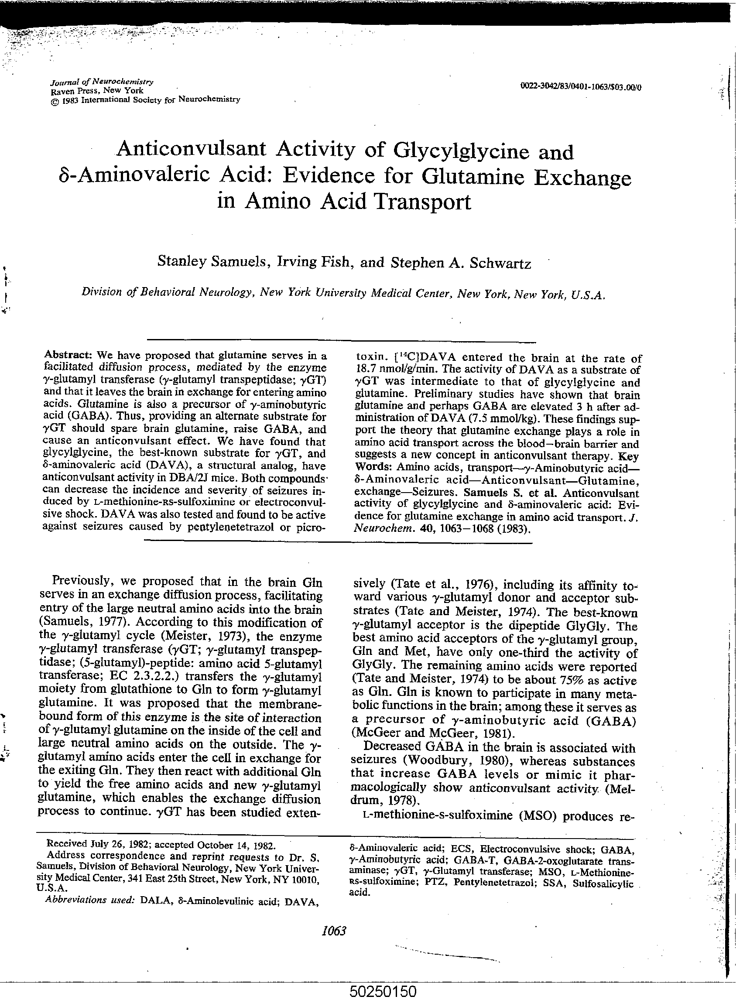 Journal of Neurochemistry
Raven Press, New York
© 1983 International Society for Neurochemistry
0022-3042/83/0401-1063/$03.00/0
Anticonvulsant Activity of Glycylglycine and
δ-Aminovaleric Acid: Evidence for Glutamine Exchange
in Amino Acid Transport
Stanley Samuels, Irving Fish, and Stephen A. Schwartz
Division of Behavioral Neurology, New York University Medical Center, New York, New York, U.S.A.
Abstract: We have proposed that glutamine serves in a
facilitated diffusion process, mediated by the enzyme
γ-glutamyl transferase (γ-glutamyl transpeptidase; γGT)
and that it leaves the brain in exchange for entering amino
acids. Glutamine is also a precursor of γ-aminobutyric
acid (GABA). Thus, providing an alternate substrate for
γGT should spare brain glutamine, raise GABA, and
cause an anticonvulsant effect. We have found that
glycylglycine, the best-known substrate for γGT, and
δ-aminovaleric acid (DAVA), a structural analog, have
anticonvulsant activity in DBA/2J mice. Both compounds
can decrease the incidence and severity of seizures in-
duced by L-methionine-RS-sulfoximine or electroconvul-
sive shock. DAVA was also tested and found to be active
against seizures caused by pentylenetetrazol or picro-
toxin. [¹⁴C]DAVA entered the brain at the rate of
18.7 nmol/g/min. The activity of DAVA as a substrate of
γGT was intermediate to that of glycylglycine and
glutamine. Preliminary studies have shown that brain
glutamine and perhaps GABA are elevated 3 h after ad-
ministration of DAVA (7.5 mmol/kg). These findings sup-
port the theory that glutamine exchange plays a role in
amino acid transport across the blood–brain barrier and
suggests a new concept in anticonvulsant therapy. Key
Words: Amino acids, transport—γ-Aminobutyric acid—
δ-Aminovaleric acid—Anticonvulsant—Glutamine,
exchange—Seizures. Samuels S. et al. Anticonvulsant
activity of glycylglycine and δ-aminovaleric acid: Evi-
dence for glutamine exchange in amino acid transport. J.
Neurochem. 40, 1063–1068 (1983).
Previously, we proposed that in the brain Gln
serves in an exchange diffusion process, facilitating
entry of the large neutral amino acids into the brain
(Samuels, 1977). According to this modification of
the γ-glutamyl cycle (Meister, 1973), the enzyme
γ-glutamyl transferase (γGT; γ-glutamyl transpep-
tidase; (5-glutamyl)-peptide: amino acid 5-glutamyl
transferase; EC 2.3.2.2.) transfers the γ-glutamyl
moiety from glutathione to Gln to form γ-glutamyl
glutamine. It was proposed that the membrane-
bound form of this enzyme is the site of interaction
of γ-glutamyl glutamine on the inside of the cell and
large neutral amino acids on the outside. The γ-
glutamyl amino acids enter the cell in exchange for
the exiting Gln. They then react with additional Gln
to yield the free amino acids and new γ-glutamyl
glutamine, which enables the exchange diffusion
process to continue. γGT has been studied exten-
sively (Tate et al., 1976), including its affinity to-
ward various γ-glutamyl donor and acceptor sub-
strates (Tate and Meister, 1974). The best-known
γ-glutamyl acceptor is the dipeptide GlyGly. The
best amino acid acceptors of the γ-glutamyl group,
Gln and Met, have only one-third the activity of
GlyGly. The remaining amino acids were reported
(Tate and Meister, 1974) to be about 75% as active
as Gln. Gln is known to participate in many meta-
bolic functions in the brain; among these it serves as
a precursor of γ-aminobutyric acid (GABA)
(McGeer and McGeer, 1981).
Decreased GABA in the brain is associated with
seizures (Woodbury, 1980), whereas substances
that increase GABA levels or mimic it phar-
macologically show anticonvulsant activity (Mel-
drum, 1978).
L-methionine-S-sulfoximine (MSO) produces re-
Received July 26, 1982; accepted October 14, 1982.
Address correspondence and reprint requests to Dr. S.
Samuels, Division of Behavioral Neurology, New York Univer-
sity Medical Center, 341 East 25th Street, New York, NY 10010,
U.S.A.
Abbreviations used: DALA, δ-Aminolevulinic acid; DAVA,
δ-Aminovaleric acid; ECS, Electroconvulsive shock; GABA,
γ-Aminobutyric acid; GABA-T, GABA-2-oxoglutarate trans-
aminase; γGT, γ-Glutamyl transferase; MSO, L-Methionine-
RS-sulfoximine; PTZ, Pentylenetetrazol; SSA, Sulfosalicylic
acid.
1063
50250150